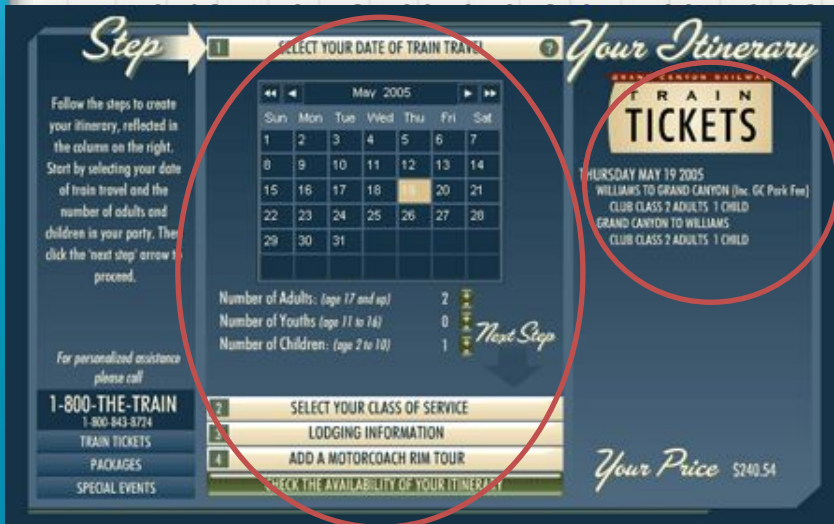 Step
Follow the steps to create
your itinerary, reflected in
the column on the right.
Start by selecting your date
of train travel and the
number of adults and
children in your party. Then
click the 'next step' arrow to
proceed.
For personalized assistance
please call
1-800-THE-TRAIN
1-800-843-8724
TRAIN TICKETS
PACKAGES
SPECIAL EVENTS
1 SELECT YOUR DATE OF TRAIN TRAVEL ?
May 2005
Sun Mon Tue Wed Thu Fri Sat
1 2 3 4 5 6 7
8 9 10 11 12 13 14
15 16 17 18 19 20 21
22 23 24 25 26 27 28
29 30 31
Number of Adults: (age 17 and up) 2
Number of Youths (age 11 to 16) 0
Number of Children: (age 2 to 10) 1
Next Step
2 SELECT YOUR CLASS OF SERVICE
3 LODGING INFORMATION
4 ADD A MOTORCOACH RIM TOUR
CHECK THE AVAILABILITY OF YOUR ITINERARY
Your Itinerary
GRAND CANYON RAILWAY
TRAIN
TICKETS
THURSDAY MAY 19 2005
WILLIAMS TO GRAND CANYON (Inc. GC Park Fee)
CLUB CLASS 2 ADULTS 1 CHILD
GRAND CANYON TO WILLIAMS
CLUB CLASS 2 ADULTS 1 CHILD
Your Price $240.54